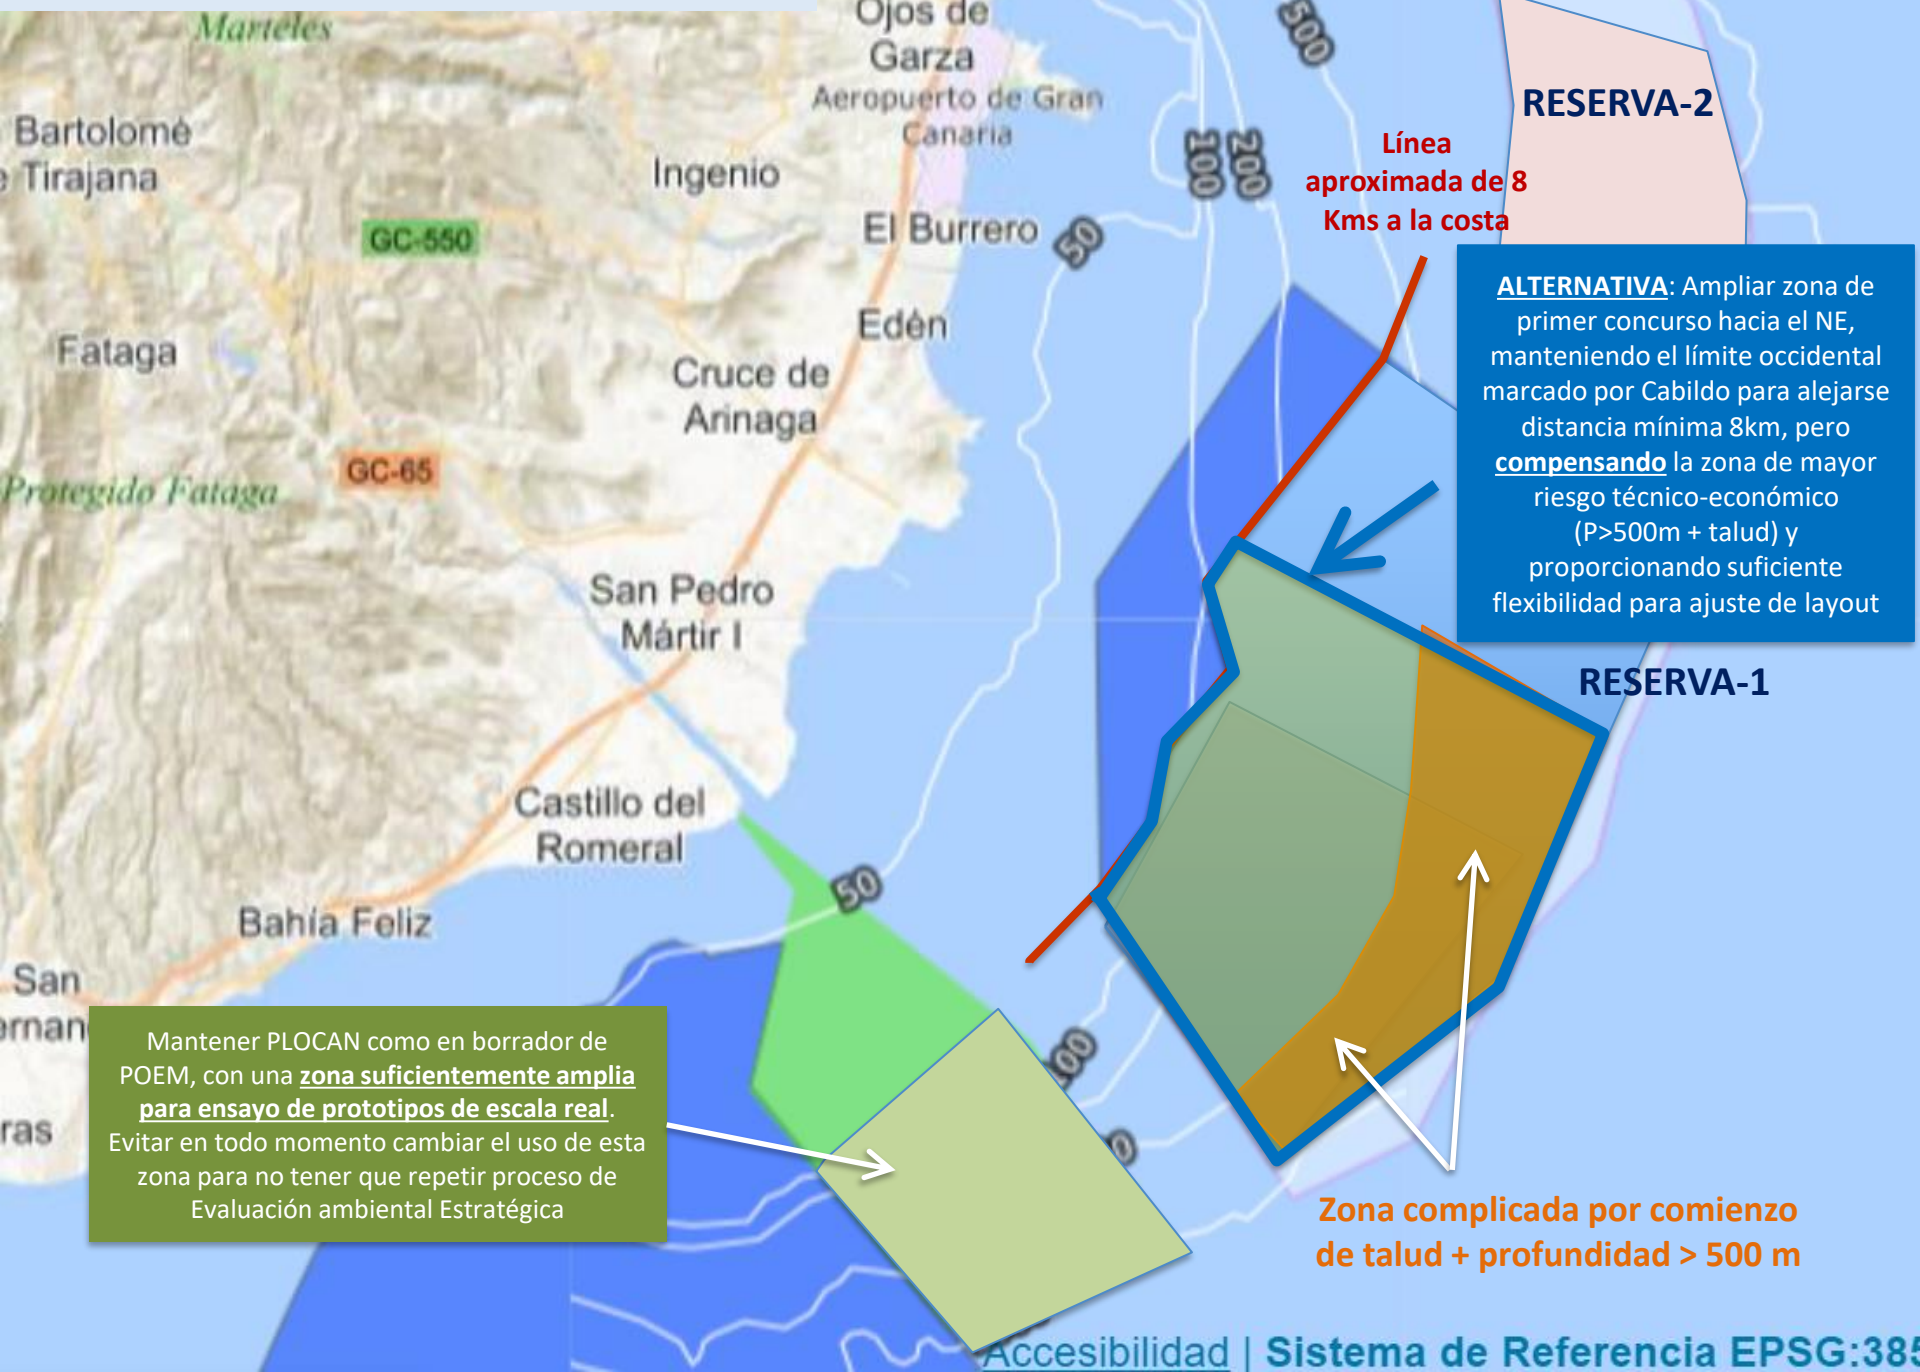 Marteles
Ojos de
Garza
Aeropuerto de Gran
Canaria
500
RESERVA-2
Bartolomé
Tirajana
Ingenio
100
200
Línea
aproximada de 8
Kms a la costa
GC-550
El Burrero
50
ALTERNATIVA: Ampliar zona de
primer concurso hacia el NE,
manteniendo el límite occidental
marcado por Cabildo para alejarse
distancia mínima 8km, pero
compensando la zona de mayor
riesgo técnico-económico
(P>500m + talud) y
proporcionando suficiente
flexibilidad para ajuste de layout
Edén
Fataga
Cruce de
Arinaga
GC-65
Protegido Fataga
San Pedro
Mártir I
RESERVA-1
Castillo del
Romeral
50
Bahía Feliz
San
ernan
Mantener PLOCAN como en borrador de
POEM, con una zona suficientemente amplia
para ensayo de prototipos de escala real.
Evitar en todo momento cambiar el uso de esta
zona para no tener que repetir proceso de
Evaluación ambiental Estratégica
ras
Zona complicada por comienzo
de talud + profundidad > 500 m
Accesibilidad | Sistema de Referencia EPSG:385